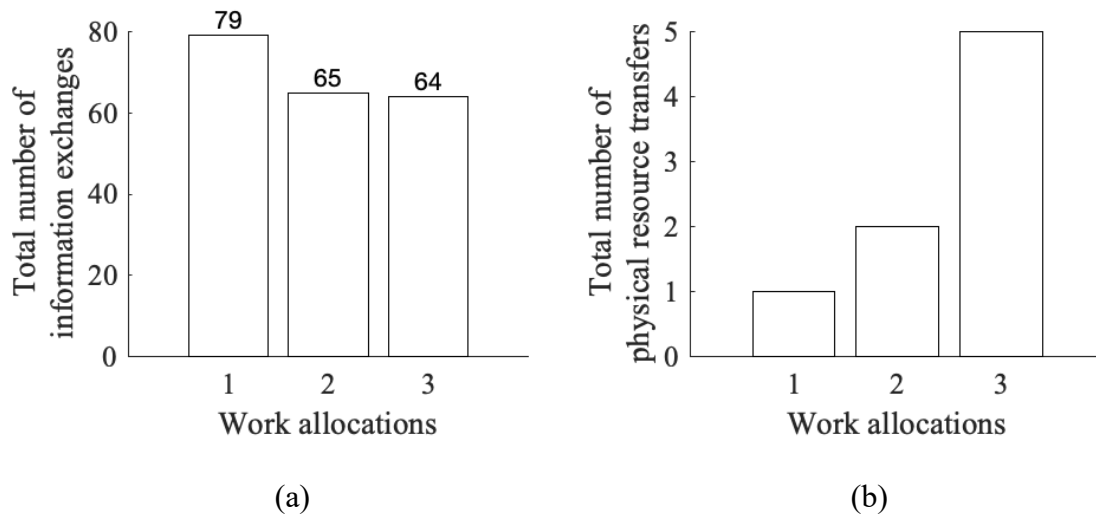 Total number of
information exchanges
80
60
40
20
0
79
65
64
1 2 3
Work allocations
(a)
Total number of
physical resource transfers
5
4
3
2
1
0
1 2 3
Work allocations
(b)